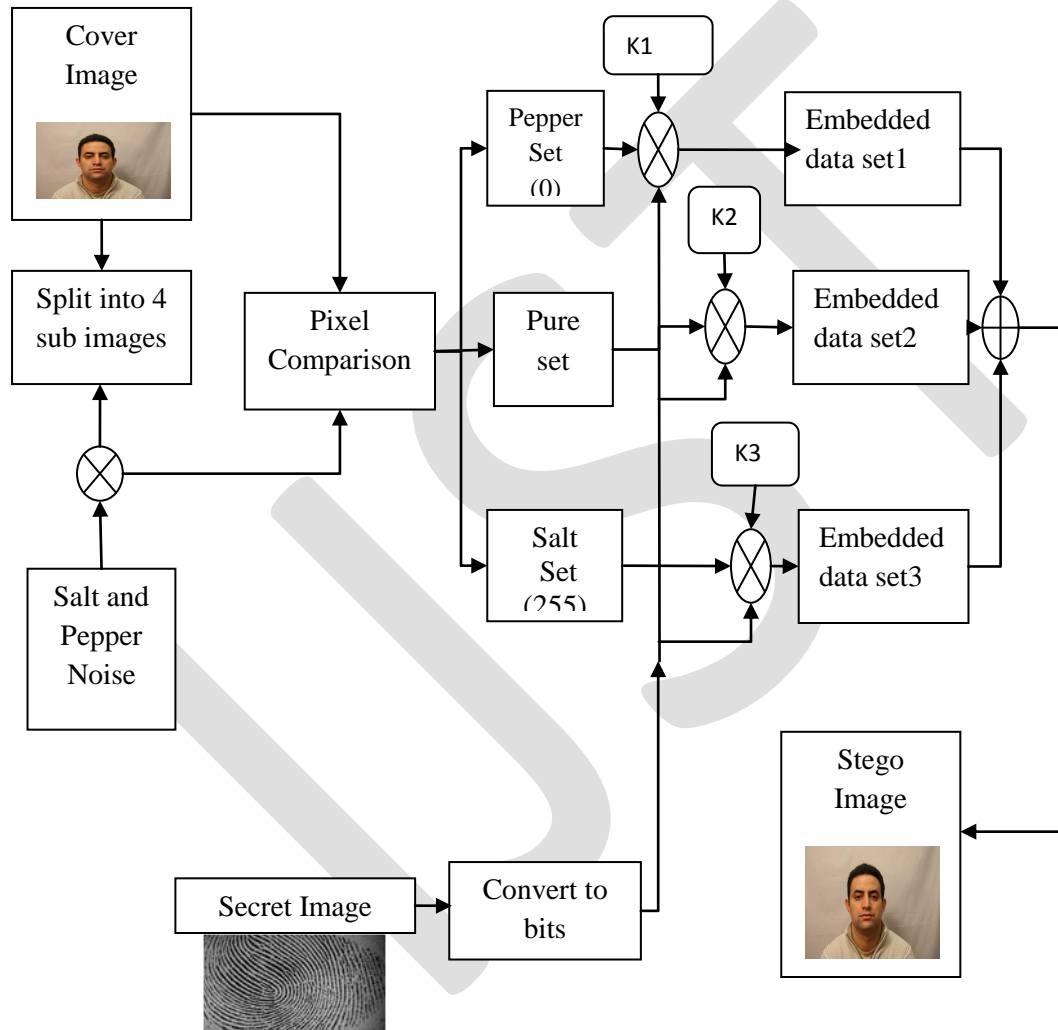 Cover
Image
Split into 4
sub images
Salt and
Pepper
Noise
Pixel
Comparison
Pepper
Set
(0)
Pure
set
Salt
Set
(255)
K1
K2
K3
Embedded
data set1
Embedded
data set2
Embedded
data set3
Secret Image
Convert to
bits
Stego
Image
UST